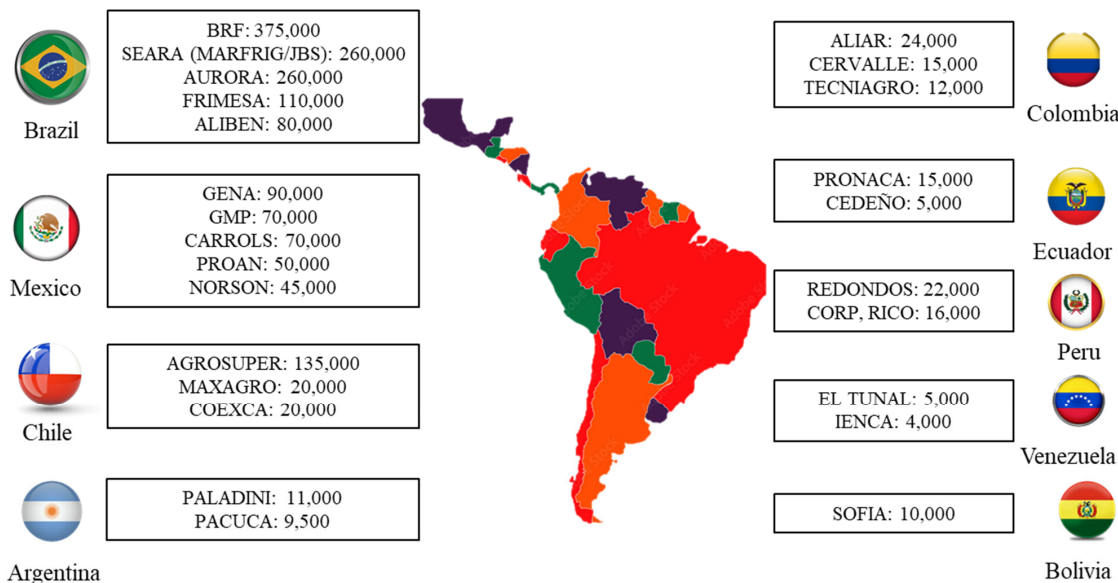 BRF: 375,000
SEARA (MARFRIG/JBS): 260,000
AURORA: 260,000
FRIMESA: 110,000
ALIBEN: 80,000
Brazil
GENA: 90,000
GMP: 70,000
CARROLS: 70,000
PROAN: 50,000
NORSON: 45,000
Mexico
AGROSUPER: 135,000
MAXAGRO: 20,000
COEXCA: 20,000
Chile
PALADINI: 11,000
PACUCA: 9,500
Argentina
Adobe Stock
ALIAR: 24,000
CERVALLE: 15,000
TECNIAGRO: 12,000
Colombia
PRONACA: 15,000
CEDEÑO: 5,000
Ecuador
REDONDOS: 22,000
CORP, RICO: 16,000
Peru
EL TUNAL: 5,000
IENCA: 4,000
Venezuela
SOFIA: 10,000
Bolivia